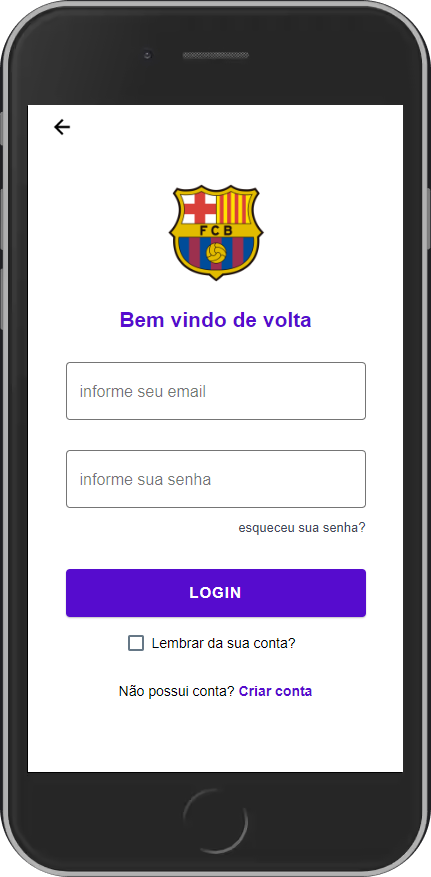 FCB
Bem vindo de volta
informe seu email
informe sua senha
esqueceu sua senha?
LOGIN
Lembrar da sua conta?
Não possui conta? Criar conta